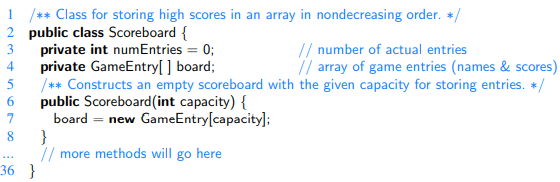 1 /** Class for storing high scores in an array in nondecreasing order. */
2 public class Scoreboard {
3 private int numEntries = 0; // number of actual entries
4 private GameEntry[ ] board; // array of game entries (names & scores)
5 /** Constructs an empty scoreboard with the given capacity for storing entries. */
6 public Scoreboard(int capacity) {
7 board = new GameEntry[capacity];
8 }
... // more methods will go here
36 }